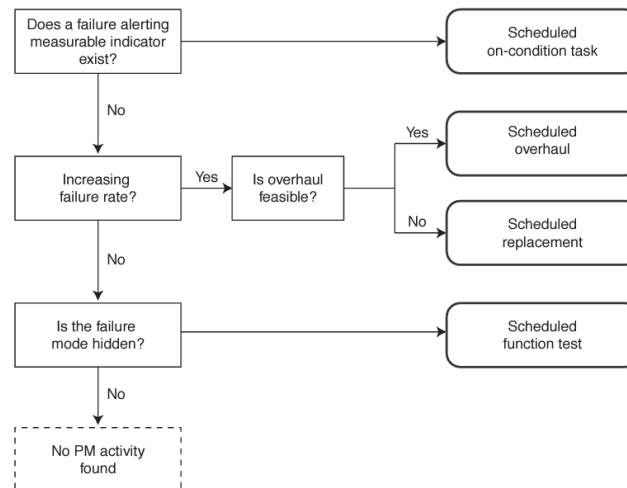 Does a failure alerting
measurable indicator
exist?
Scheduled
on-condition task
No
Increasing
failure rate?
Yes
Is overhaul
feasible?
Yes
Scheduled
overhaul
No
Scheduled
replacement
No
Is the failure
mode hidden?
Scheduled
function test
No
No PM activity
found